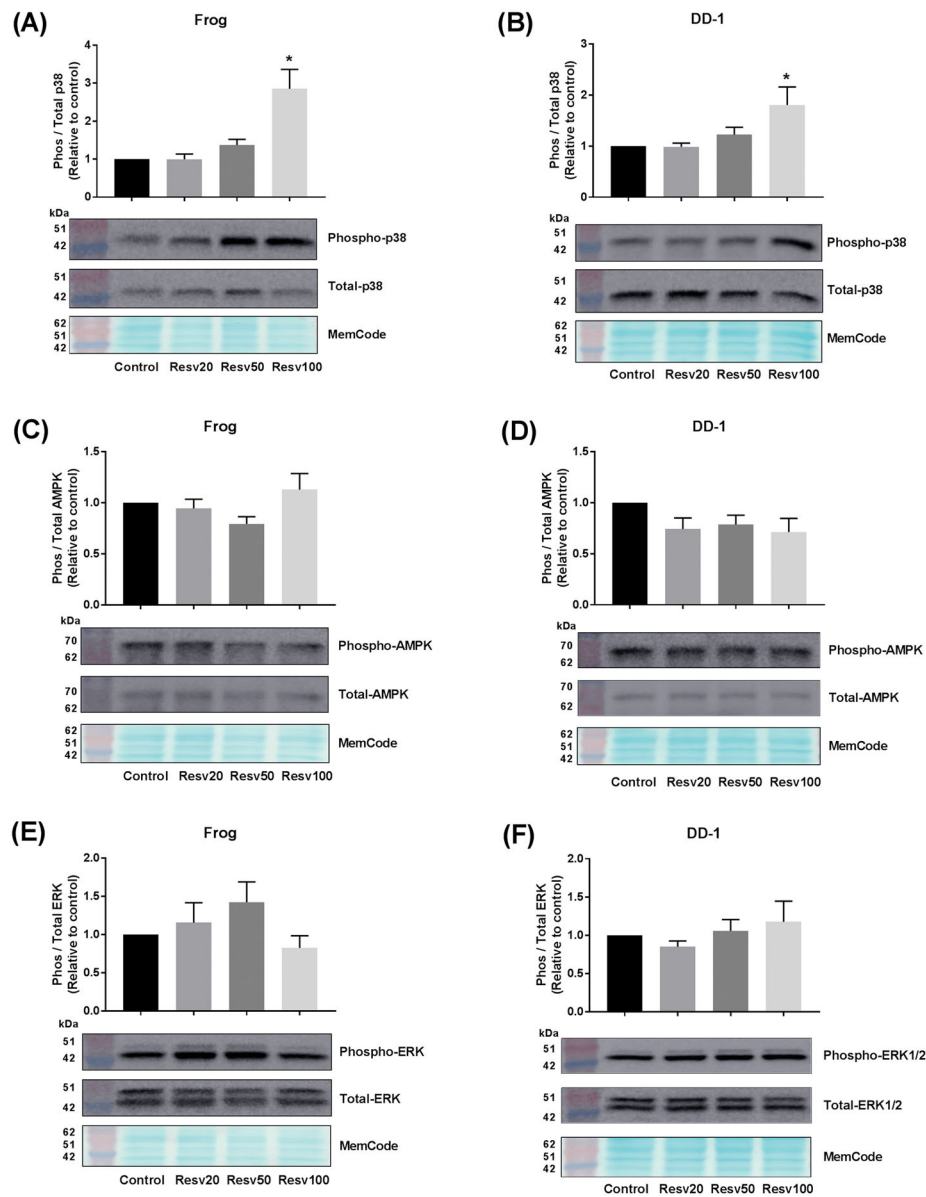 (A)
Frog
Phos / Total p38
(Relative to control)
4
3
2
1
0
*
kDa
51
42
Phospho-p38
51
42
Total-p38
62
51
42
MemCode
Control Resv20 Resv50 Resv100
(B)
DD-1
Phos / Total p38
(Relative to control)
3
2
1
0
*
kDa
51
42
Phospho-p38
51
42
Total-p38
62
51
42
MemCode
Control Resv20 Resv50 Resv100
(C)
Frog
Phos / Total AMPK
(Relative to control)
1.5
1.0
0.5
0.0
kDa
70
62
Phospho-AMPK
70
62
Total-AMPK
62
51
42
MemCode
Control Resv20 Resv50 Resv100
(D)
DD-1
Phos / Total AMPK
(Relative to control)
1.5
1.0
0.5
0.0
kDa
70
62
Phospho-AMPK
70
62
Total-AMPK
62
51
42
MemCode
Control Resv20 Resv50 Resv100
(E)
Frog
Phos / Total ERK
(Relative to control)
2.0
1.5
1.0
0.5
0.0
kDa
51
42
Phospho-ERK
51
42
Total-ERK
62
51
42
MemCode
Control Resv20 Resv50 Resv100
(F)
DD-1
Phos / Total ERK
(Relative to control)
2.0
1.5
1.0
0.5
0.0
kDa
51
42
Phospho-ERK1/2
51
42
Total-ERK1/2
62
51
42
MemCode
Control Resv20 Resv50 Resv100